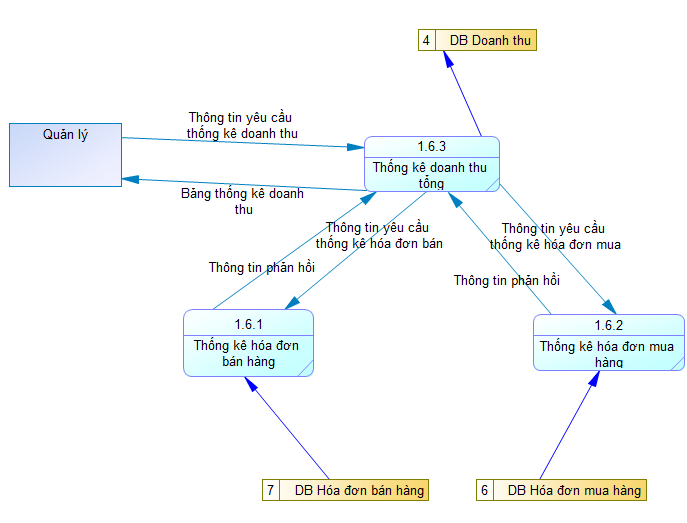 4 DB Doanh thu
Thông tin yêu cầu
thống kê doanh thu
Quản lý
1.6.3
Thống kê doanh thu
tổng
Bảng thống kê doanh
thu
Thông tin yêu cầu
thống kê hóa đơn bán
Thông tin yêu cầu
thống kê hóa đơn mua
Thông tin phản hồi
Thông tin phản hồi
1.6.1
Thống kê hóa đơn
bán hàng
1.6.2
Thống kê hóa đơn mua
hàng
7 DB Hóa đơn bán hàng
6 DB Hóa đơn mua hàng